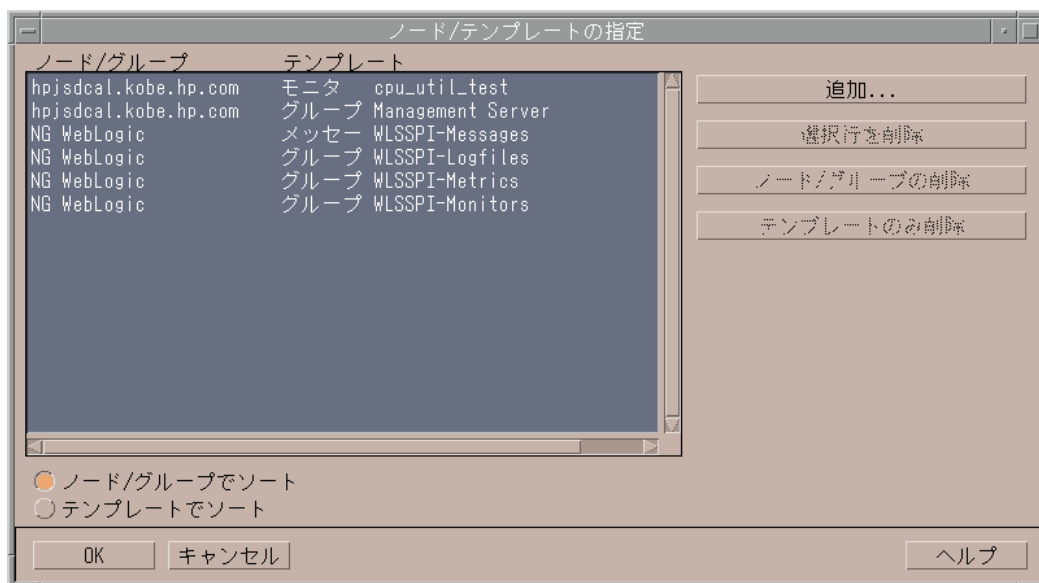 ノード/テンプレートの指定
ノード/グループ テンプレート
hpjsdcal.kobe.hp.com モニタ cpu_util_test
hpjsdcal.kobe.hp.com グループ Management Server
NG WebLogic メッセー WLSSPI-Messages
NG WebLogic グループ WLSSPI-Logfiles
NG WebLogic グループ WLSSPI-Metrics
NG WebLogic グループ WLSSPI-Monitors
追加...
選択行を削除
ノード/グループの削除
テンプレートのみ削除
ノード/グループでソート
テンプレートでソート
OK キャンセル ヘルプ